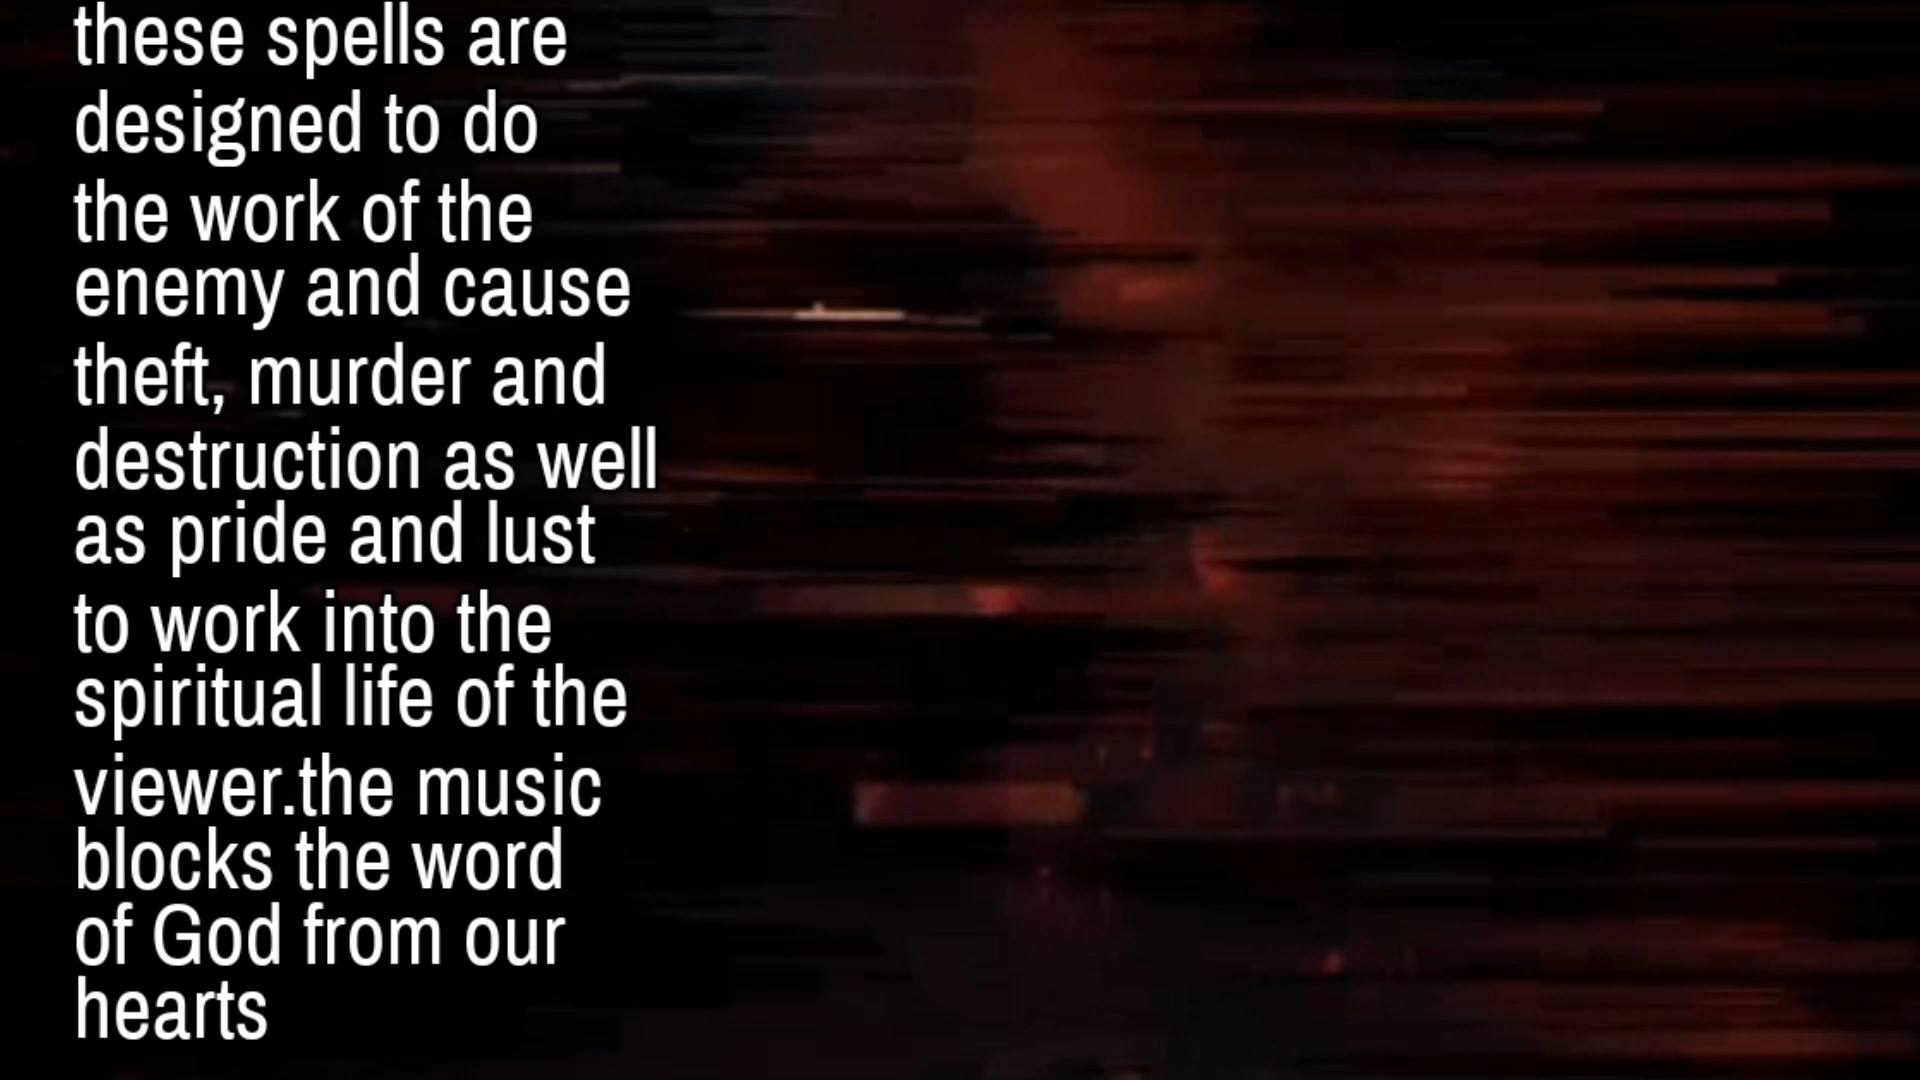 these spells are
designed to do
the work of the
enemy and cause
theft, murder and
destruction as well
as pride and lust
to work into the
spiritual life of the
viewer.the music
blocks the word
of God from our
hearts